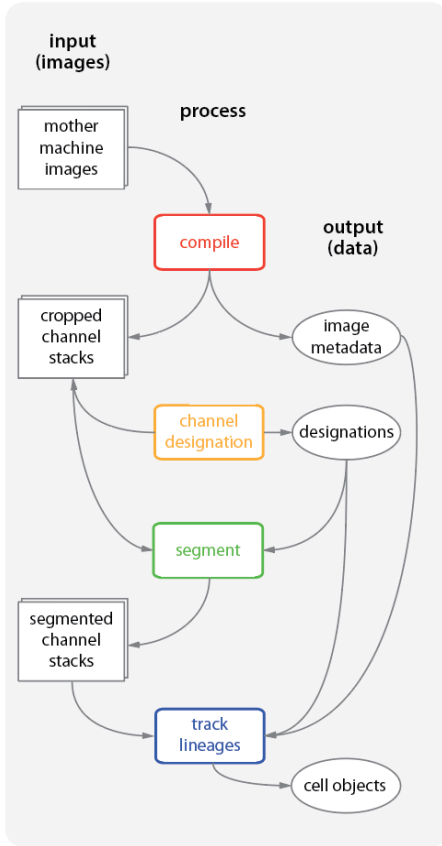 input
(images)
process
mother
machine
images
compile
output
(data)
cropped
channel
stacks
image
metadata
channel
designation
designations
segment
segmented
channel
stacks
track
lineages
cell objects